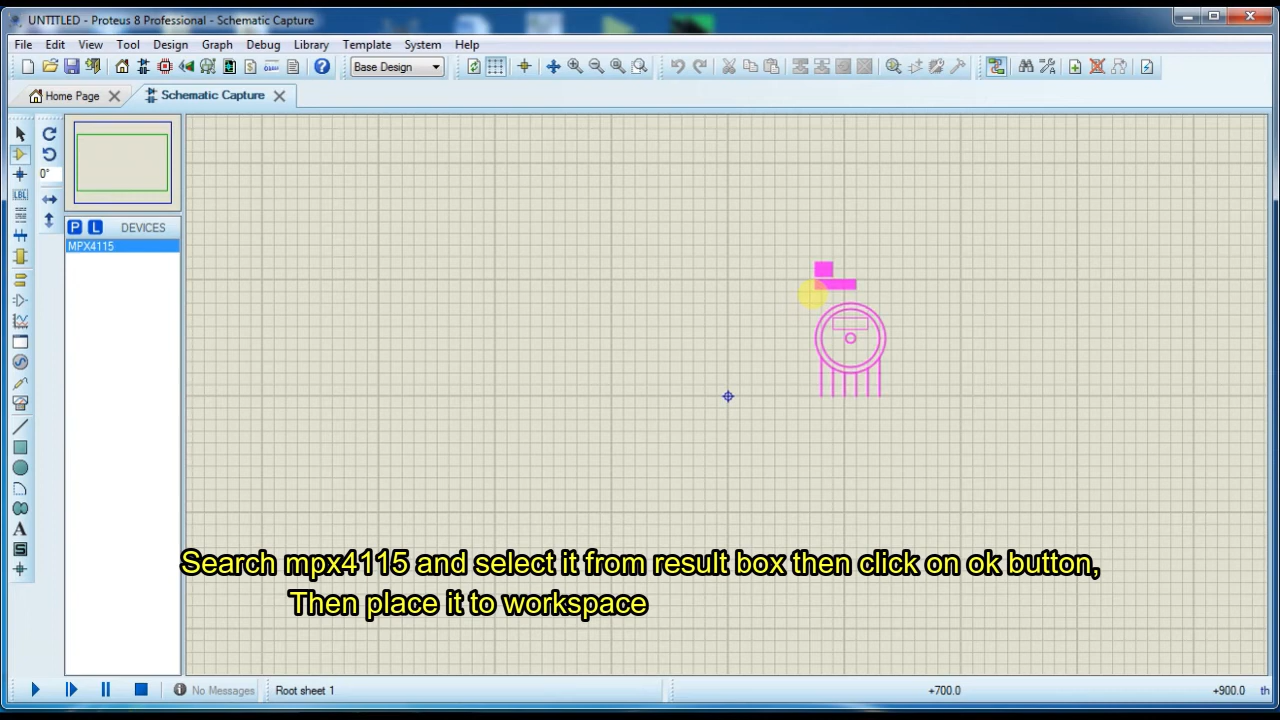 UNTITLED - Proteus 8 Professional - Schematic Capture
File Edit View Tool Design Graph Debug Library Template System Help
Base Design
Home Page Schematic Capture
0°
P L DEVICES
MPX4115
LBL
A
S
Search mpx4115 and select it from result box then click on ok button,
Then place it to workspace
No Messages Root sheet 1 +700.0 +900.0 th